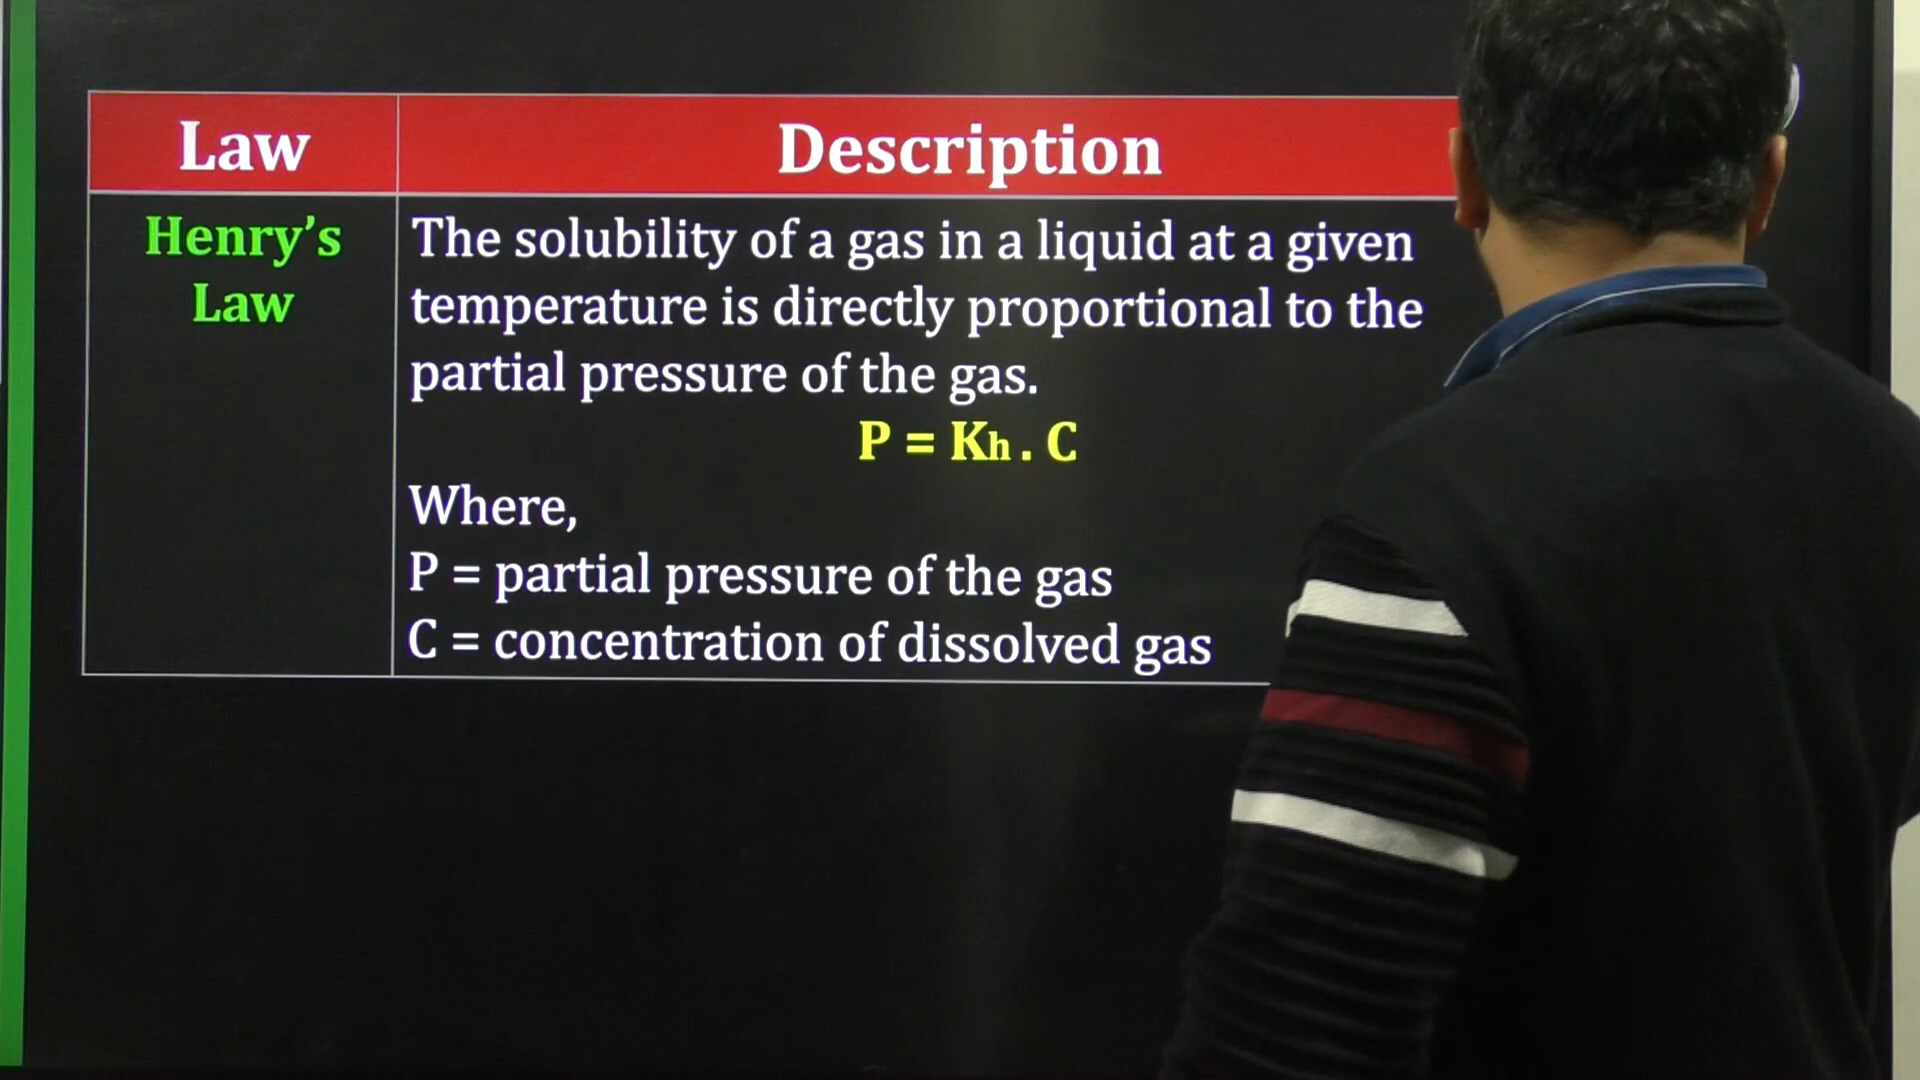 Law
Description
Henry's
Law
The solubility of a gas in a liquid at a given
temperature is directly proportional to the
partial pressure of the gas.
P = Kh . C
Where,
P = partial pressure of the gas
C = concentration of dissolved gas